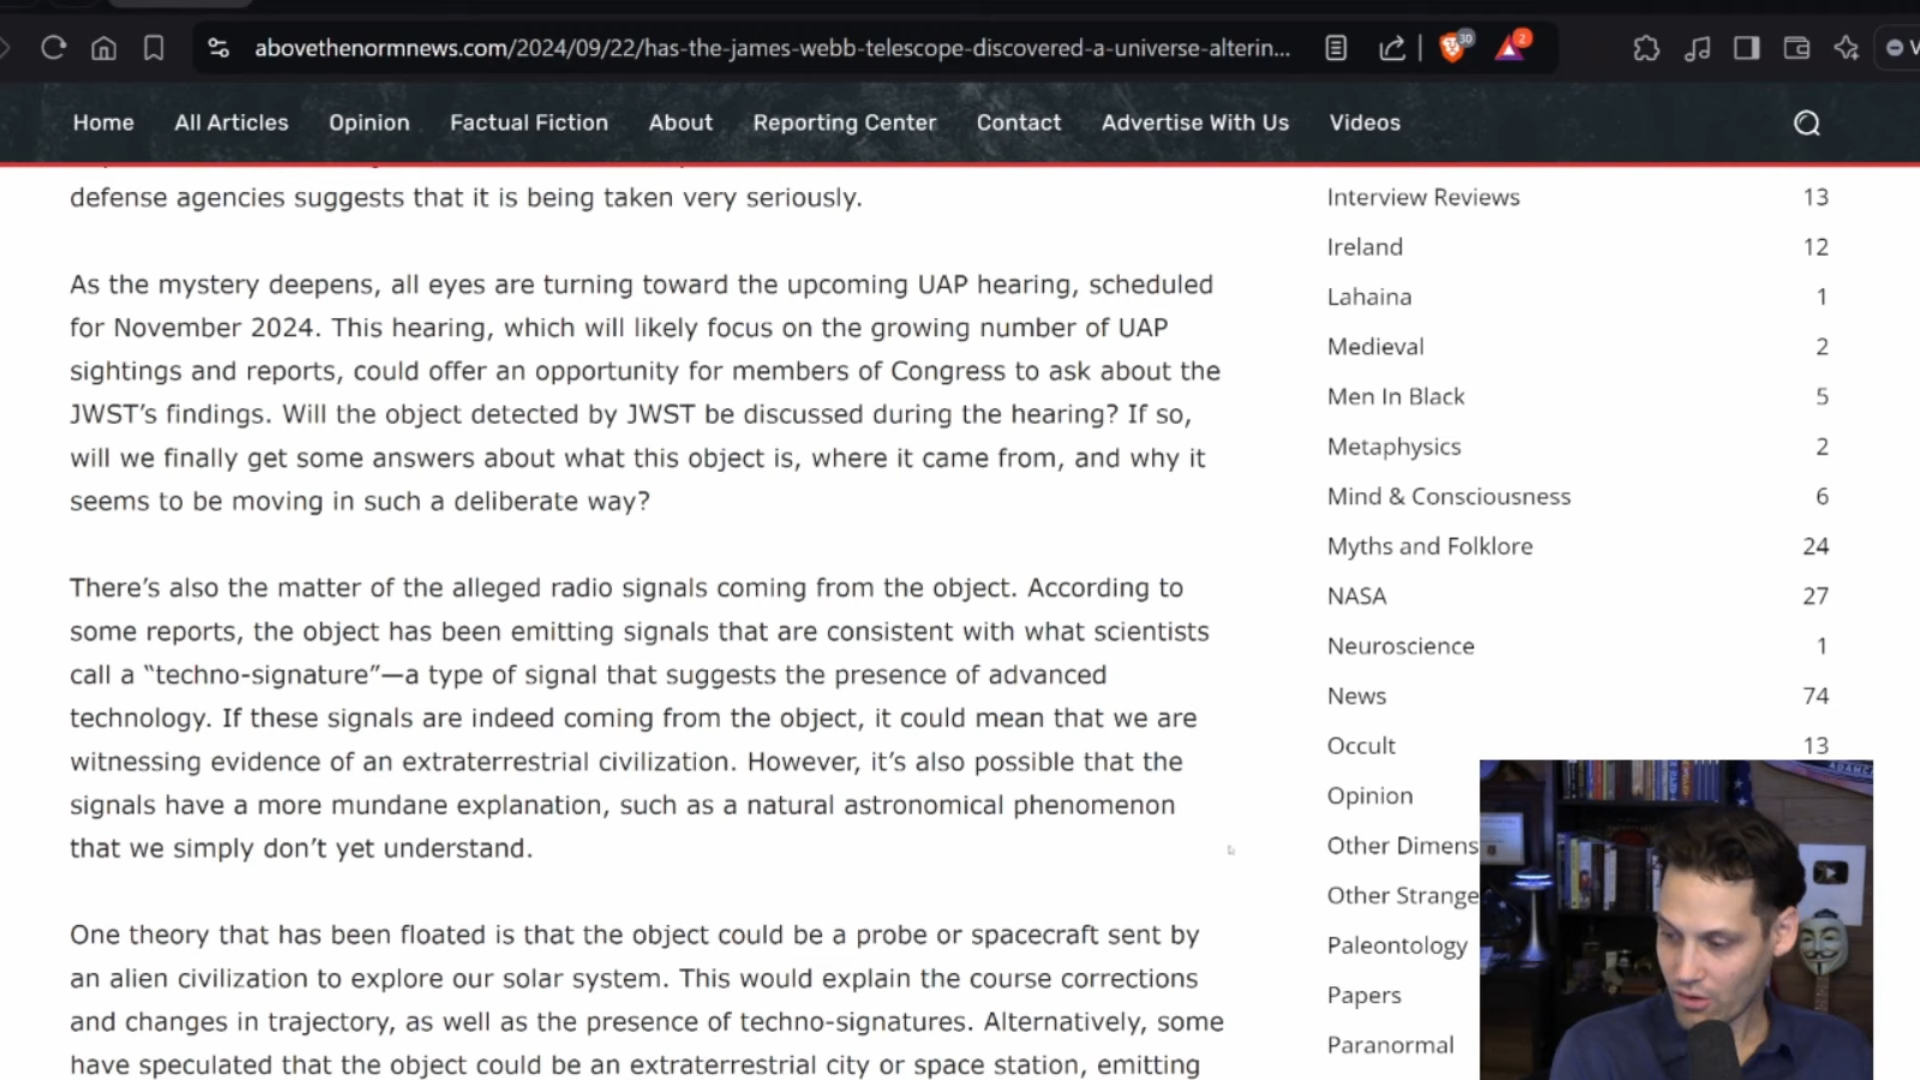 abovethenormnews.com/2024/09/22/has-the-james-webb-telescope-discovered-a-universe-alterin...
30
2
Home
All Articles
Opinion
Factual Fiction
About
Reporting Center
Contact
Advertise With Us
Videos
defense agencies suggests that it is being taken very seriously.
As the mystery deepens, all eyes are turning toward the upcoming UAP hearing, scheduled
for November 2024. This hearing, which will likely focus on the growing number of UAP
sightings and reports, could offer an opportunity for members of Congress to ask about the
JWST’s findings. Will the object detected by JWST be discussed during the hearing? If so,
will we finally get some answers about what this object is, where it came from, and why it
seems to be moving in such a deliberate way?
There’s also the matter of the alleged radio signals coming from the object. According to
some reports, the object has been emitting signals that are consistent with what scientists
call a “techno-signature”—a type of signal that suggests the presence of advanced
technology. If these signals are indeed coming from the object, it could mean that we are
witnessing evidence of an extraterrestrial civilization. However, it’s also possible that the
signals have a more mundane explanation, such as a natural astronomical phenomenon
that we simply don’t yet understand.
One theory that has been floated is that the object could be a probe or spacecraft sent by
an alien civilization to explore our solar system. This would explain the course corrections
and changes in trajectory, as well as the presence of techno-signatures. Alternatively, some
have speculated that the object could be an extraterrestrial city or space station, emitting
Interview Reviews 13
Ireland 12
Lahaina 1
Medieval 2
Men In Black 5
Metaphysics 2
Mind & Consciousness 6
Myths and Folklore 24
NASA 27
Neuroscience 1
News 74
Occult 13
Opinion
Other Dimens
Other Strange
Paleontology
Papers
Paranormal